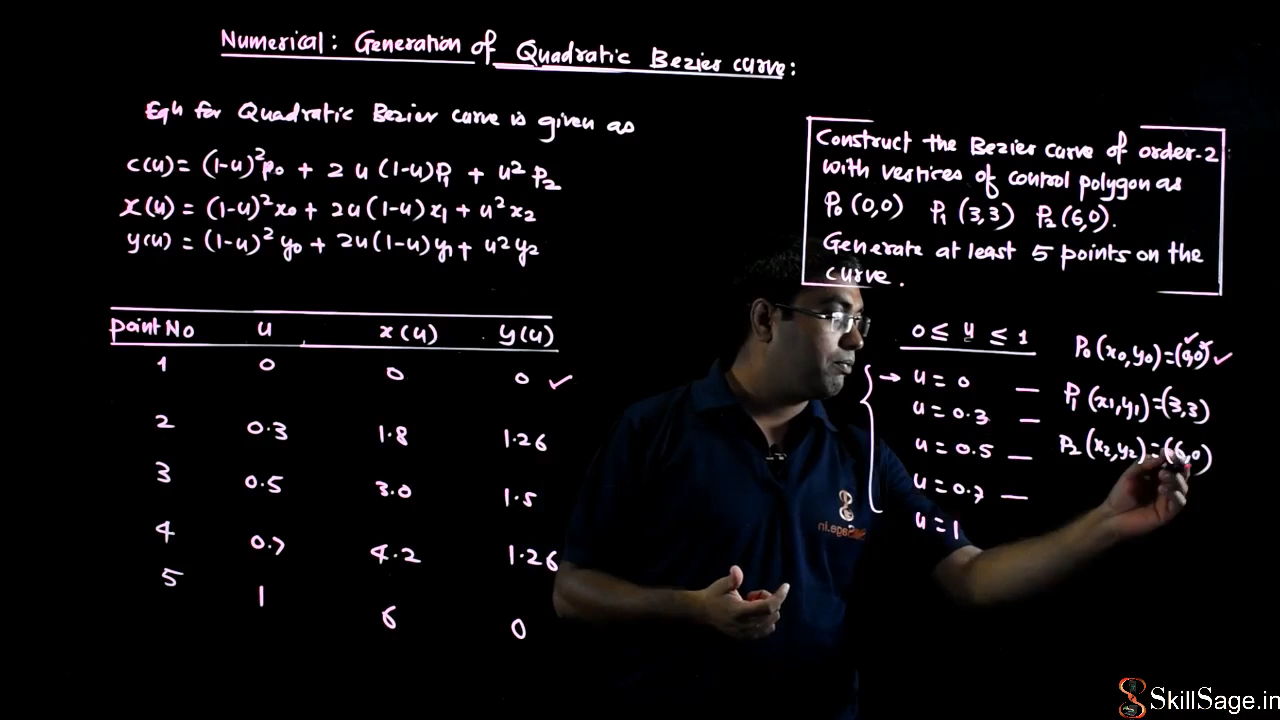 Numerical: Generation of Quadratic Bezier curve:
Eqn for Quadratic Bezier curve is given as
c(u) = (1-u)²P₀ + 2u(1-u)P₁ + u²P₂
x(u) = (1-u)²x₀ + 2u(1-u)x₁ + u²x₂
y(u) = (1-u)²y₀ + 2u(1-u)y₁ + u²y₂
Construct the Bezier curve of order-2
with vertices of control polygon as
P₀(0,0) P₁(3,3) P₂(6,0).
Generate at least 5 points on the
curve.
Point No u x(u) y(u)
1 0 0 0 ✓
2 0.3 1.8 1.26
3 0.5 3.0 1.5
4 0.7 4.2 1.26
5 1 6 0
0 ≤ u ≤ 1
→ u = 0 —
u = 0.3 —
u = 0.5 —
u = 0.7 —
u = 1
P₀(x₀,y₀)=(0,0) ✓
P₁(x₁,y₁)=(3,3)
P₂(x₂,y₂)=(6,0)
SkillSage.in
SkillSage.in